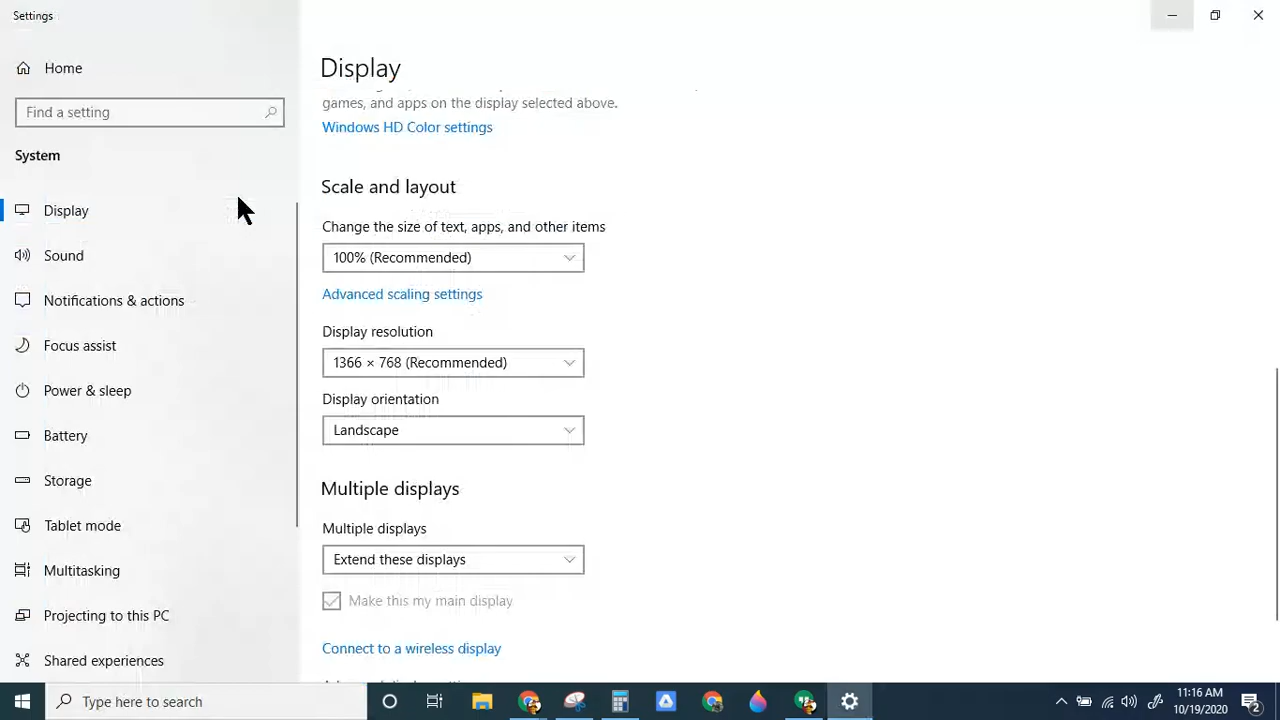 Settings
Home
Find a setting
System
Display
Sound
Notifications & actions
Focus assist
Power & sleep
Battery
Storage
Tablet mode
Multitasking
Projecting to this PC
Shared experiences
Display
games, and apps on the display selected above.
Windows HD Color settings
Scale and layout
Change the size of text, apps, and other items
100% (Recommended)
Advanced scaling settings
Display resolution
1366 × 768 (Recommended)
Display orientation
Landscape
Multiple displays
Multiple displays
Extend these displays
Make this my main display
Connect to a wireless display
Type here to search
11:16 AM
10/19/2020
2